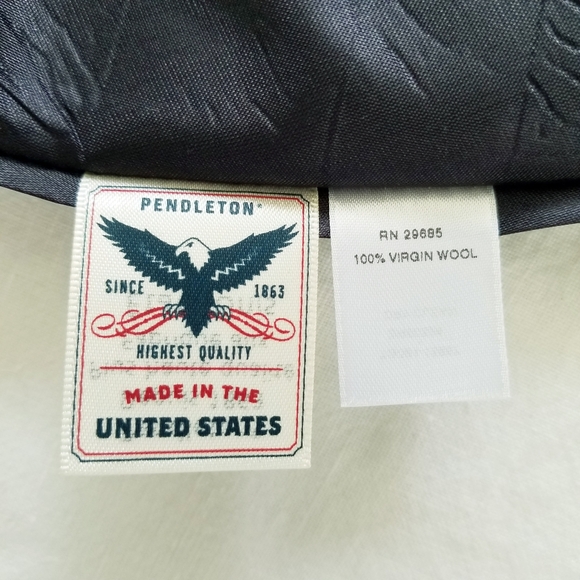 PENDLETON®
SINCE 1863
HIGHEST QUALITY
MADE IN THE
UNITED STATES
RN 29685
100% VIRGIN WOOL